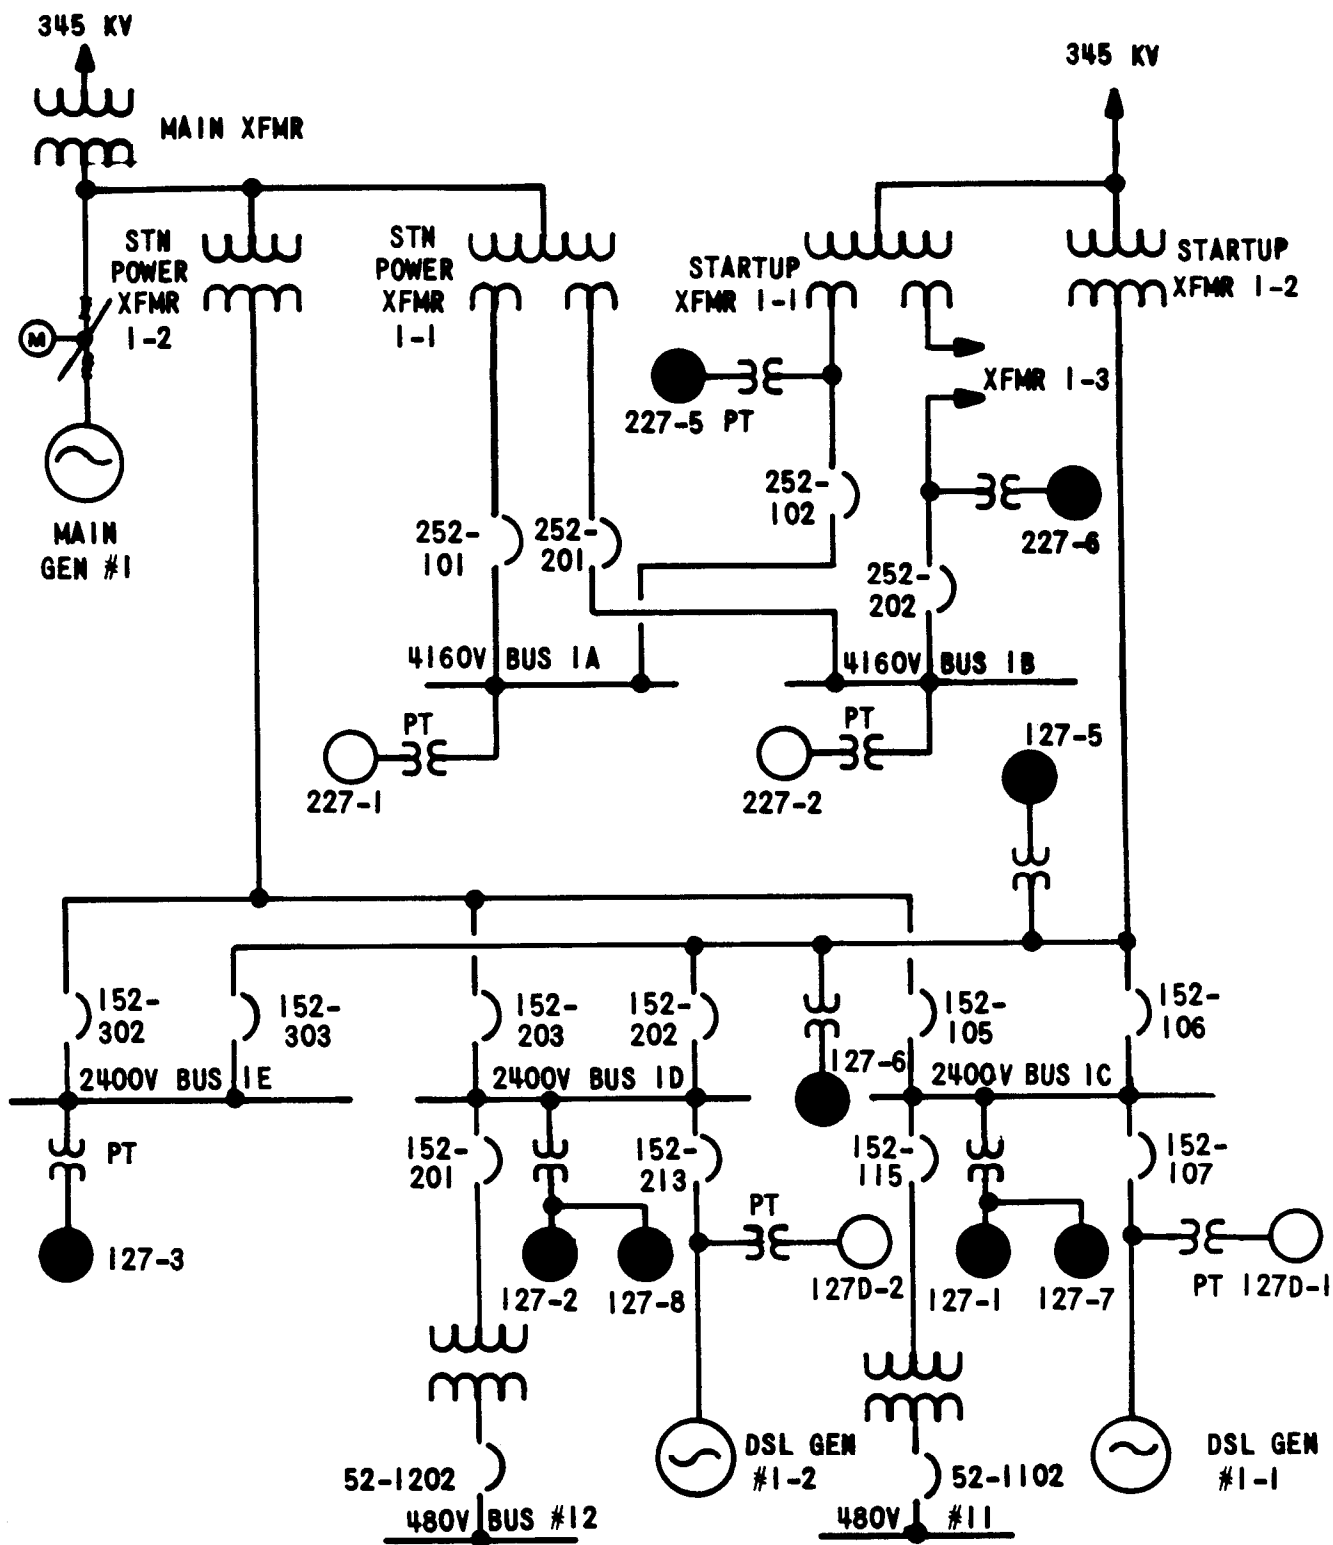 345 KV
345 KV
MAIN XFMR
STN
POWER
XFMR
1-2
STN
POWER
XFMR
1-1
STARTUP
XFMR 1-1
STARTUP
XFMR 1-2
M
XFMR 1-3
227-5 PT
252-
102
227-6
MAIN
GEN #1
252-
101
252-
201
252-
202
4160V BUS 1A
4160V BUS 1B
PT
227-1
PT
227-2
127-5
152-
302
152-
303
152-
203
152-
202
152-
105
152-
106
127-6
2400V BUS 1E
2400V BUS 1D
2400V BUS 1C
PT
127-3
152-
201
152-
213
152-
115
152-
107
127-2
127-8
PT
127D-2
127-1
127-7
PT 127D-1
DSL GEN
#1-2
DSL GEN
#1-1
52-1202
52-1102
480V BUS #12
480V #11